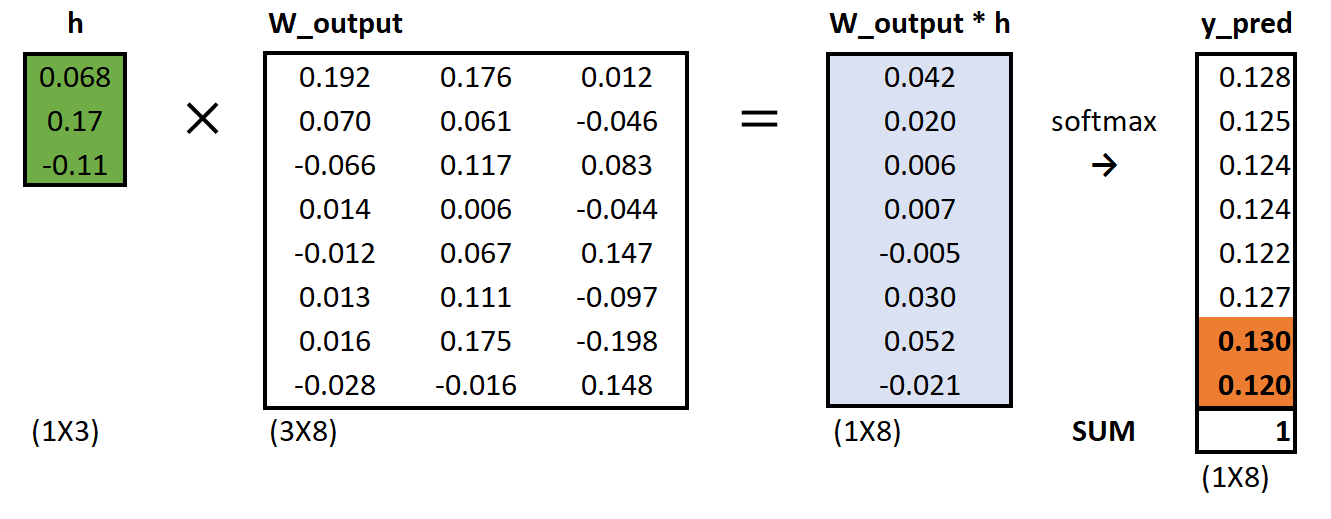 h W_output W_output * h y_pred
0.068 0.192 0.176 0.012 0.042 0.128
0.17 × 0.070 0.061 -0.046 = 0.020 softmax 0.125
-0.11 -0.066 0.117 0.083 0.006 → 0.124
0.014 0.006 -0.044 0.007 0.124
-0.012 0.067 0.147 -0.005 0.122
0.013 0.111 -0.097 0.030 0.127
0.016 0.175 -0.198 0.052 0.130
-0.028 -0.016 0.148 -0.021 0.120
(1X3) (3X8) (1X8) SUM 1
(1X8)